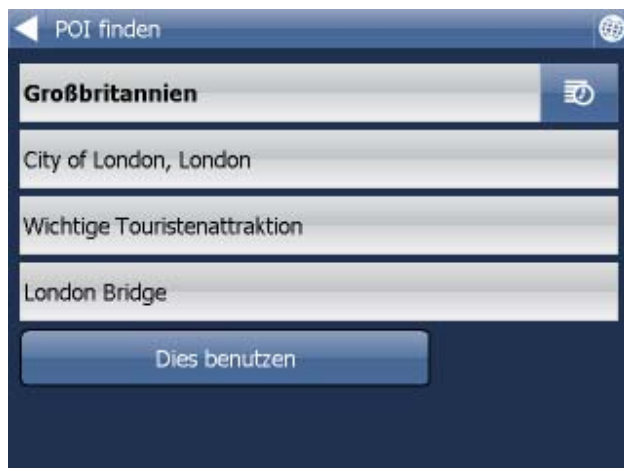 POI finden
Großbritannien
City of London, London
Wichtige Touristenattraktion
London Bridge
Dies benutzen